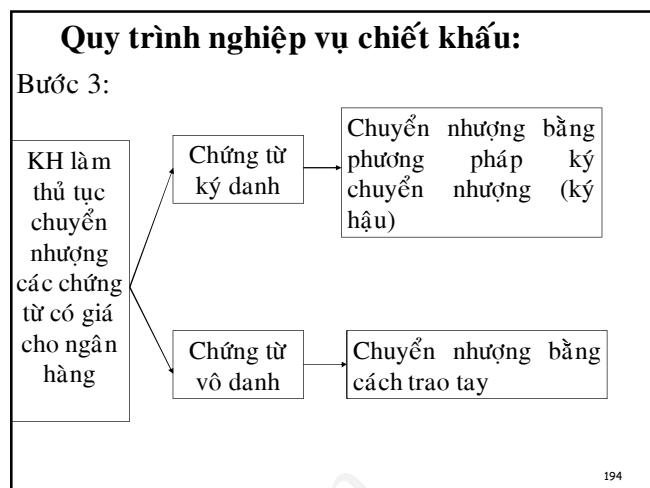 Quy trình nghiệp vụ chiết khấu:
Bước 3:
KH làm
thủ tục
chuyển
nhượng
các chứng
từ có giá
cho ngân
hàng
Chứng từ
ký danh
Chuyển nhượng bằng
phương pháp ký
chuyển nhượng (ký
hậu)
Chứng từ
vô danh
Chuyển nhượng bằng
cách trao tay
194